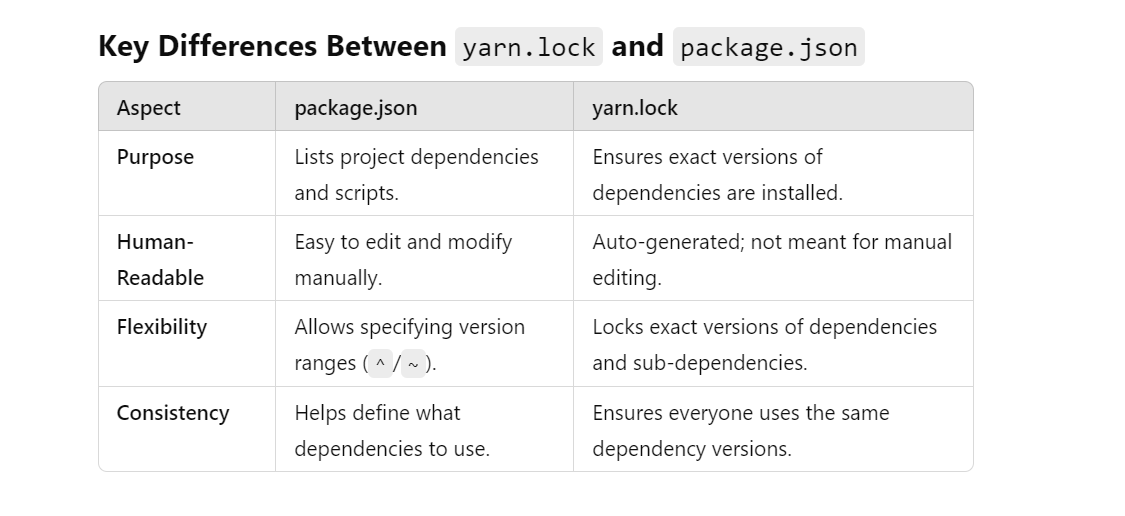 Key Differences Between yarn.lock and package.json
Aspect
package.json
yarn.lock
Purpose
Lists project dependencies
and scripts.
Ensures exact versions of
dependencies are installed.
Human-
Readable
Easy to edit and modify
manually.
Auto-generated; not meant for manual
editing.
Flexibility
Allows specifying version
ranges (^/~).
Locks exact versions of dependencies
and sub-dependencies.
Consistency
Helps define what
dependencies to use.
Ensures everyone uses the same
dependency versions.